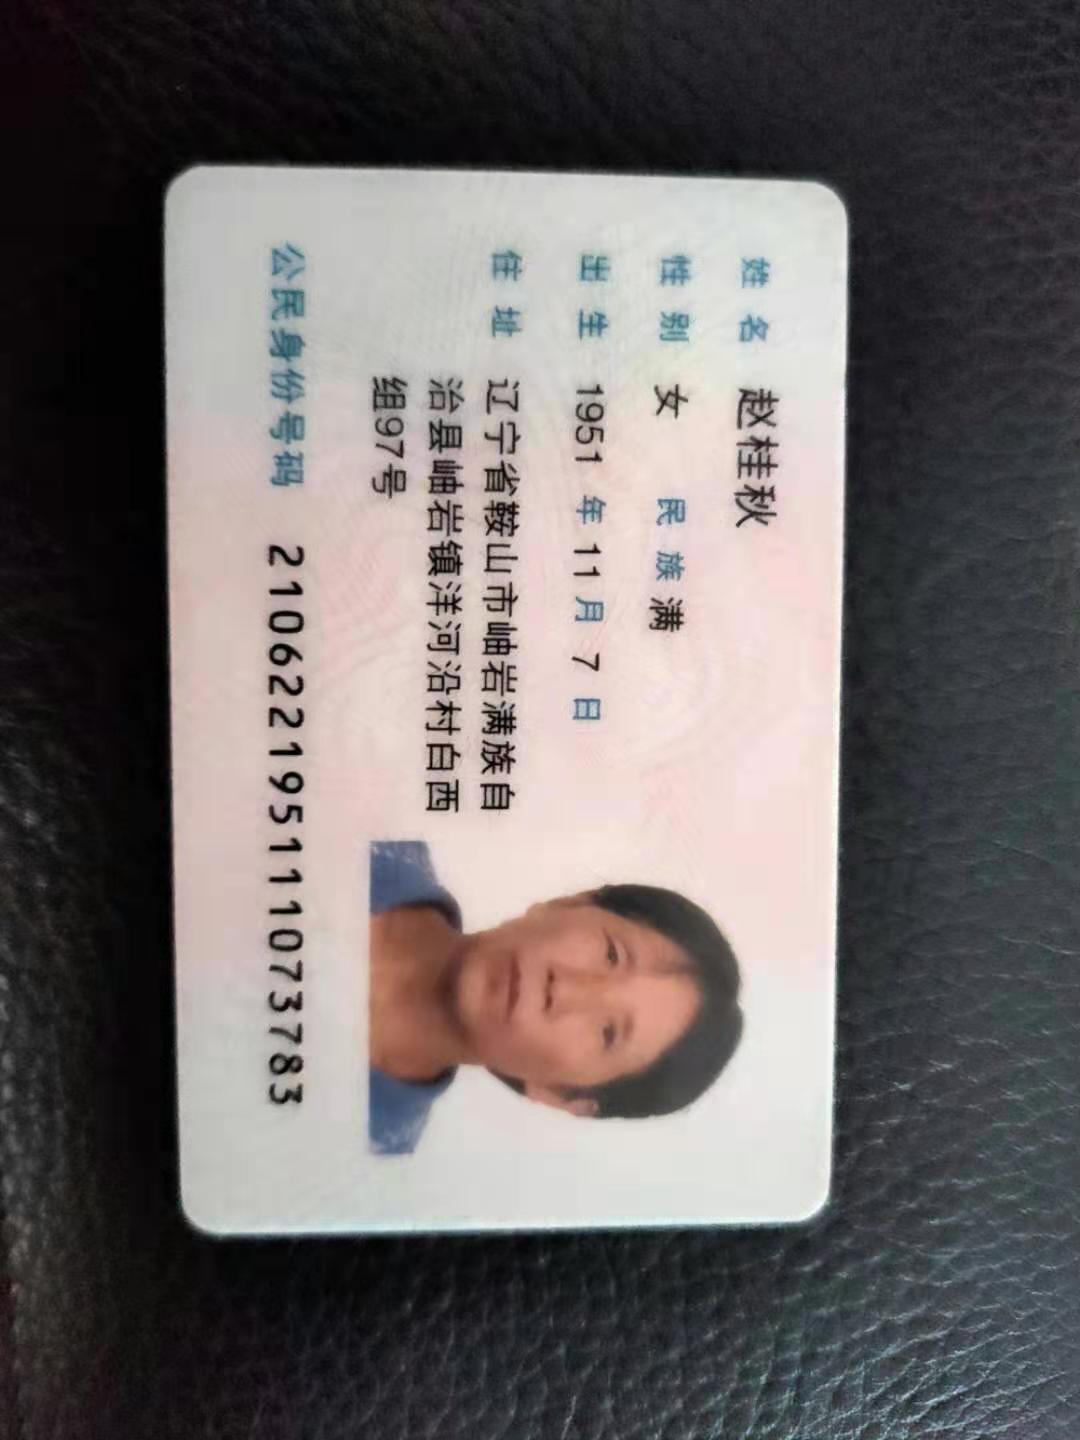 姓名 赵桂秋
性别 女 民族 满
出生 1951 年 11 月 7 日
住址 辽宁省鞍山市岫岩满族自
治县岫岩镇洋河沿村白西
组97号
公民身份号码 210622195111073783